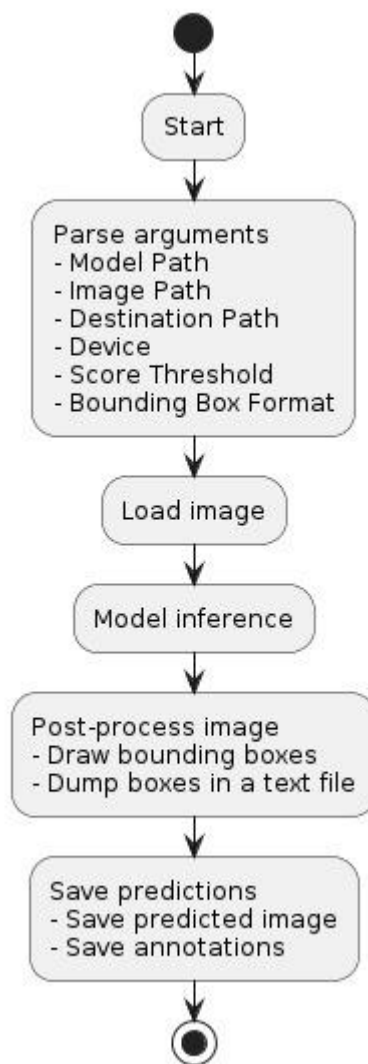 Start
Parse arguments
- Model Path
- Image Path
- Destination Path
- Device
- Score Threshold
- Bounding Box Format
Load image
Model inference
Post-process image
- Draw bounding boxes
- Dump boxes in a text file
Save predictions
- Save predicted image
- Save annotations